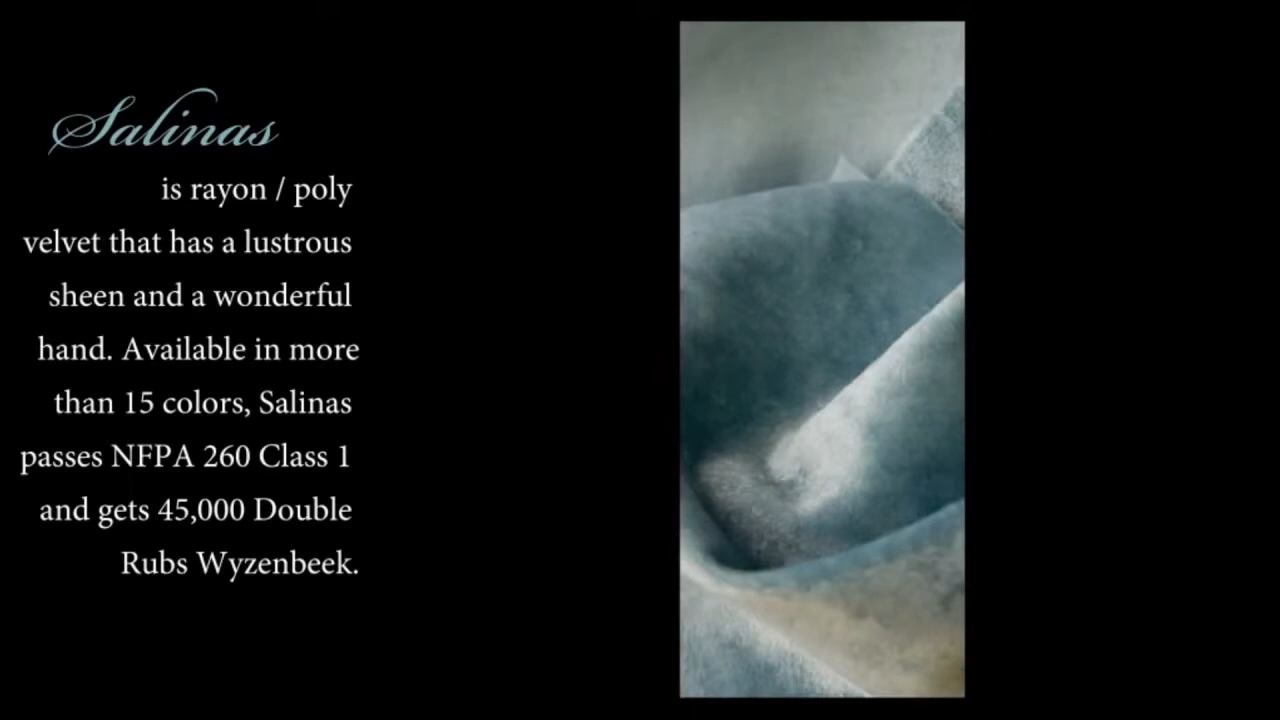 Salinas
is rayon / poly
velvet that has a lustrous
sheen and a wonderful
hand. Available in more
than 15 colors, Salinas
passes NFPA 260 Class 1
and gets 45,000 Double
Rubs Wyzenbeek.